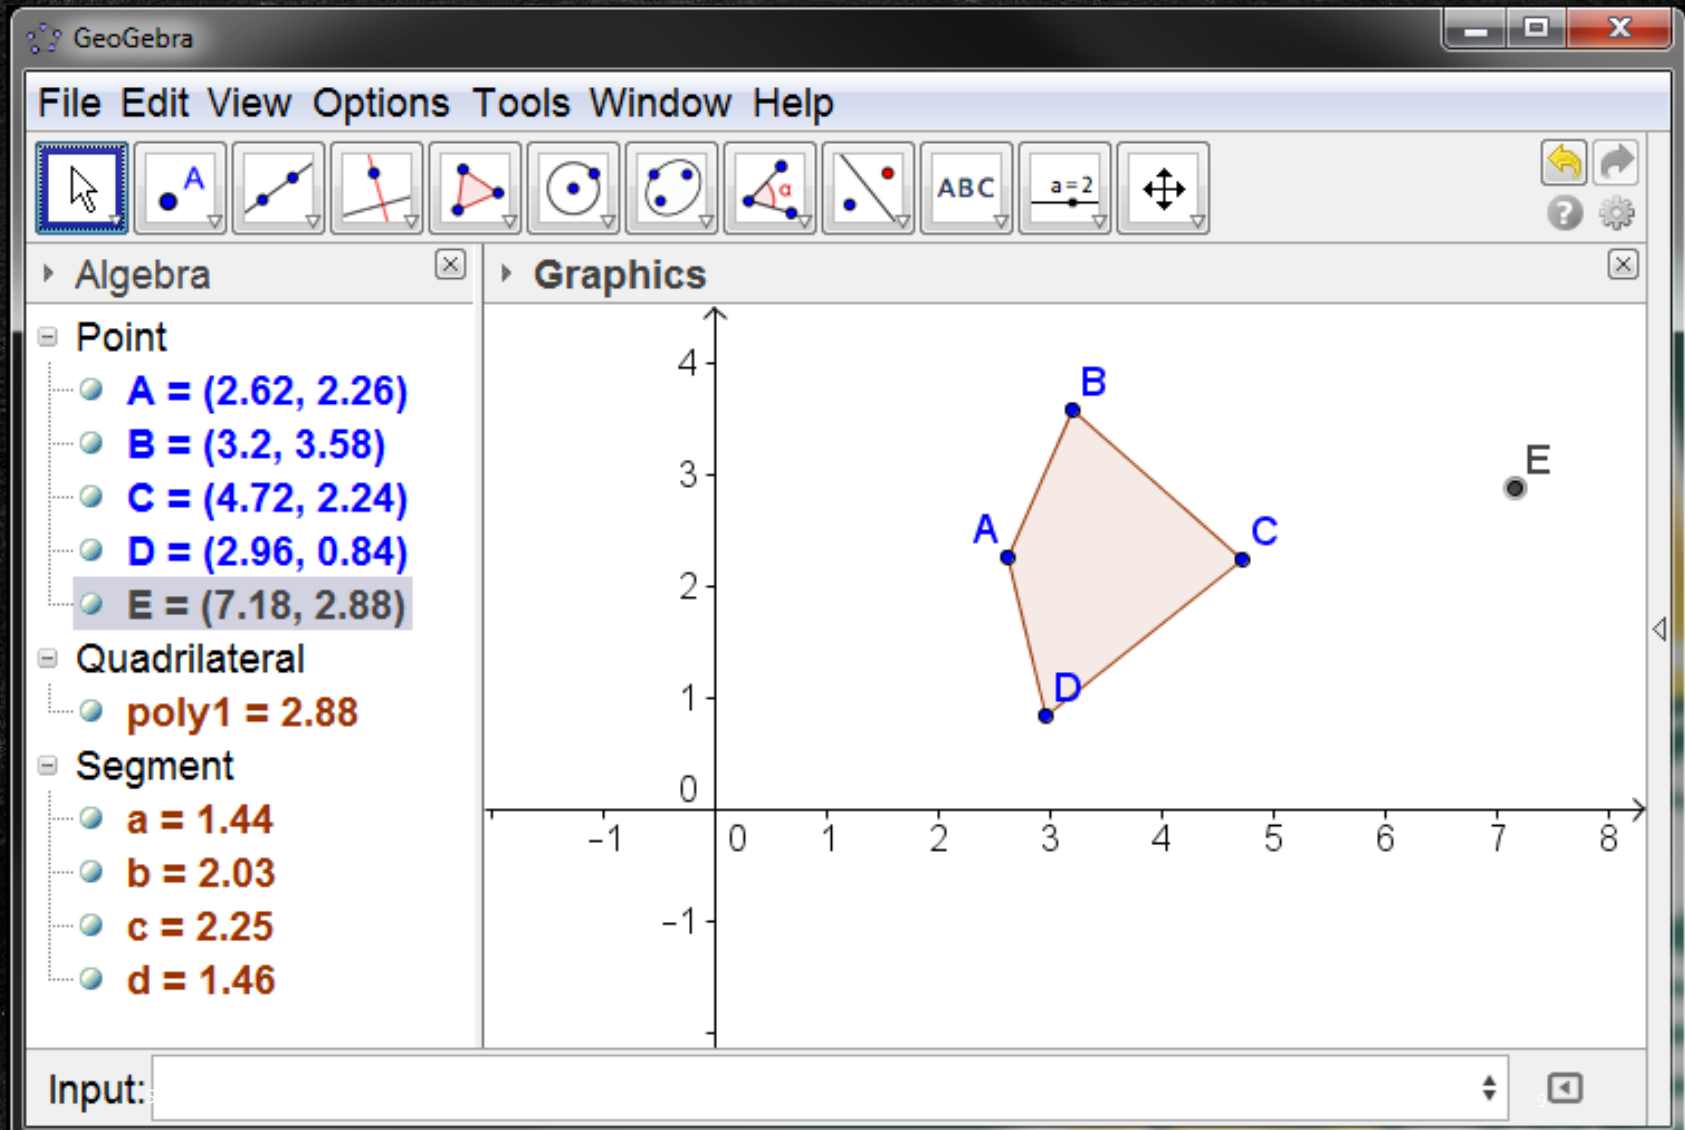 GeoGebra
File Edit View Options Tools Window Help
A
α
ABC
a=2
?
Algebra
Graphics
Point
A = (2.62, 2.26)
B = (3.2, 3.58)
C = (4.72, 2.24)
D = (2.96, 0.84)
E = (7.18, 2.88)
Quadrilateral
poly1 = 2.88
Segment
a = 1.44
b = 2.03
c = 2.25
d = 1.46
4
B
3
E
A
C
2
D
1
0
−1 0 1 2 3 4 5 6 7 8
−1
Input: